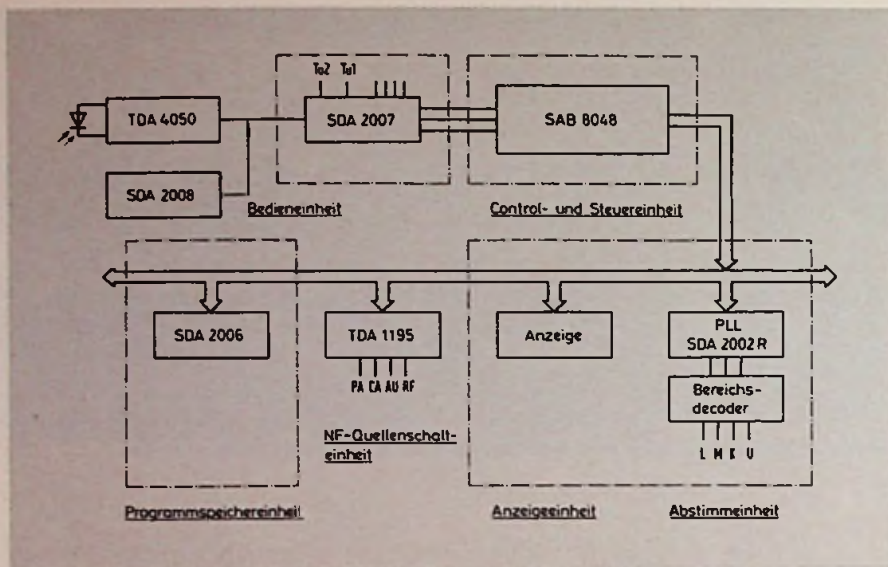 Ta2 Ta1
TDA 4050
SDA 2007
SAB 8048
SDA 2008
Bedieneinheit
Control- und Steuereinheit
SDA 2006
TDA 1195
Anzeige
PLL
SDA 2002 R
PA CA AU RF
Bereichs-
decoder
NF-Quellenschalt-
einheit
L M K U
Programmspeichereinheit
Anzeigeeinheit
Abstimmeinheit